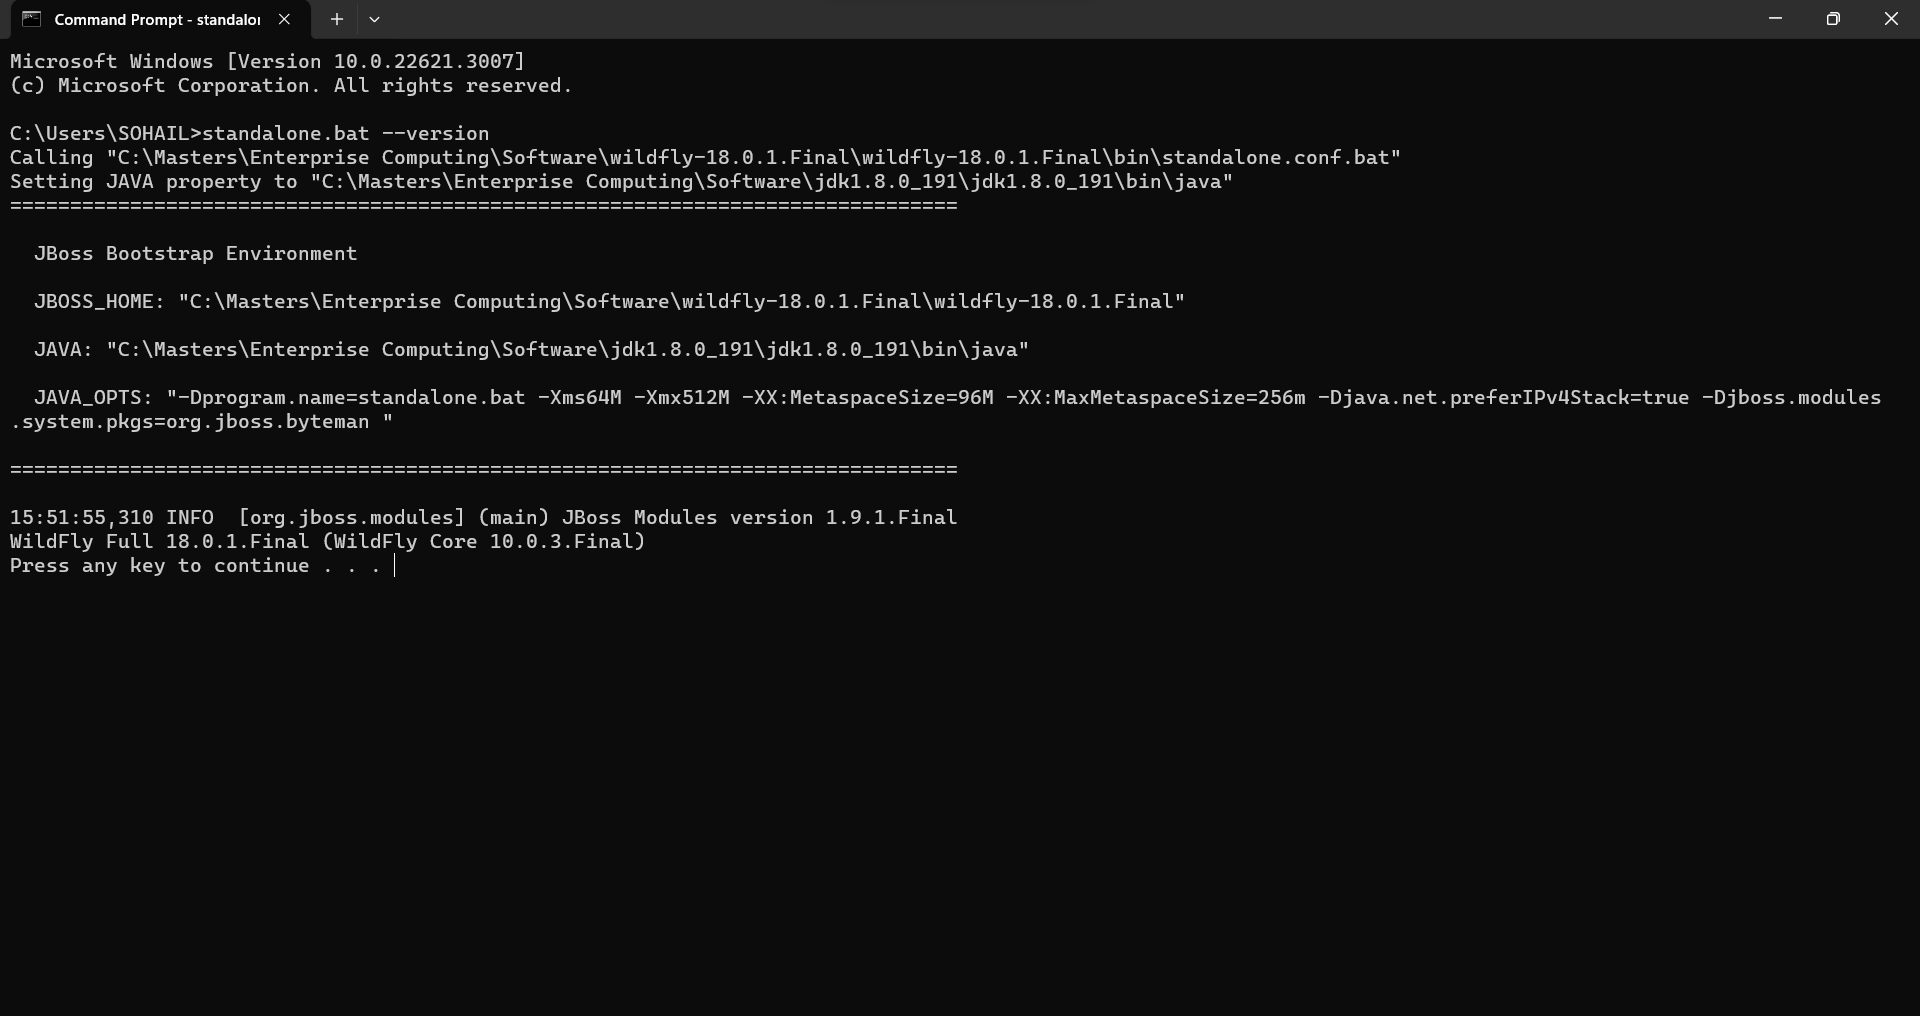 Command Prompt - standalo
Microsoft Windows [Version 10.0.22621.3007]
(c) Microsoft Corporation. All rights reserved.
C:\Users\SOHAIL>standalone.bat --version
Calling "C:\Masters\Enterprise Computing\Software\wildfly-18.0.1.Final\wildfly-18.0.1.Final\bin\standalone.conf.bat"
Setting JAVA property to "C:\Masters\Enterprise Computing\Software\jdk1.8.0_191\jdk1.8.0_191\bin\java"
===============================================================================
JBoss Bootstrap Environment
JBOSS_HOME: "C:\Masters\Enterprise Computing\Software\wildfly-18.0.1.Final\wildfly-18.0.1.Final"
JAVA: "C:\Masters\Enterprise Computing\Software\jdk1.8.0_191\jdk1.8.0_191\bin\java"
JAVA_OPTS: "-Dprogram.name=standalone.bat -Xms64M -Xmx512M -XX:MetaspaceSize=96M -XX:MaxMetaspaceSize=256m -Djava.net.preferIPv4Stack=true -Djboss.modules
.system.pkgs=org.jboss.byteman "
===============================================================================
15:51:55,310 INFO  [org.jboss.modules] (main) JBoss Modules version 1.9.1.Final
WildFly Full 18.0.1.Final (WildFly Core 10.0.3.Final)
Press any key to continue . . .